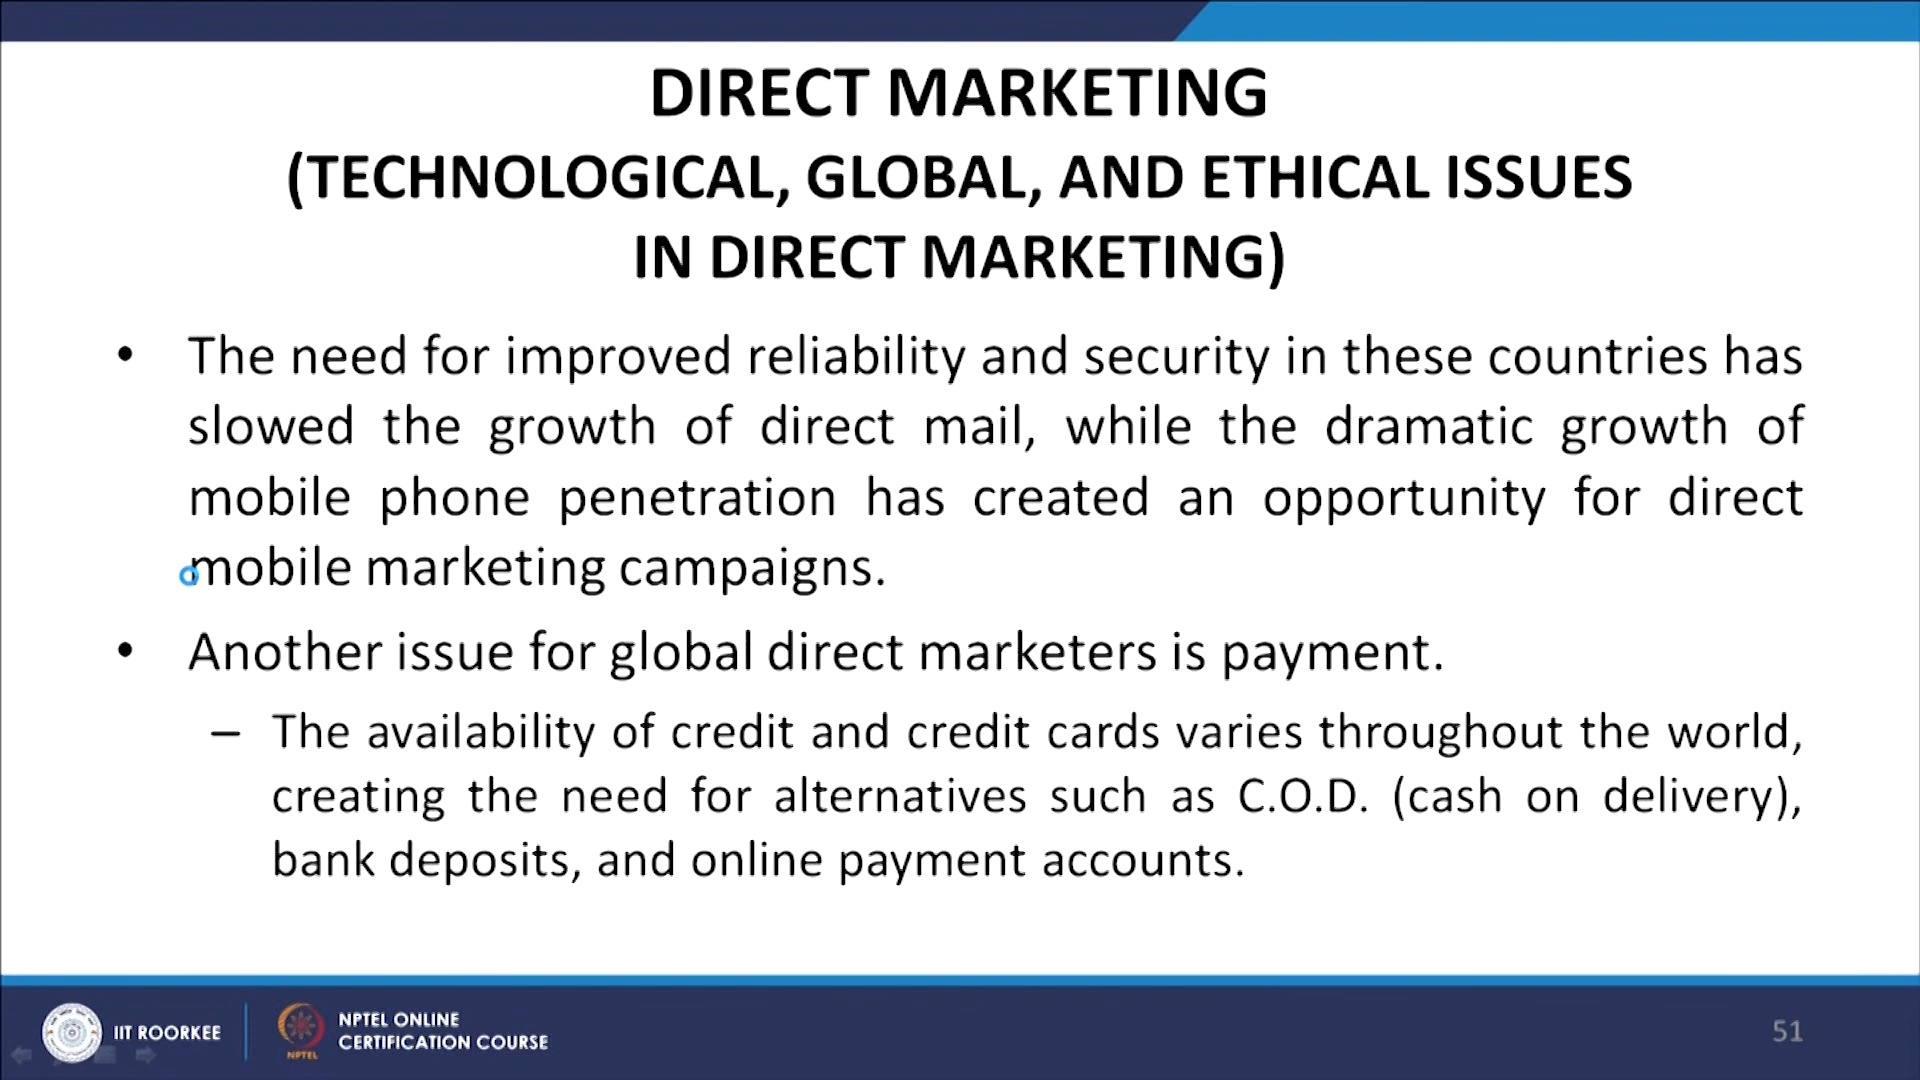 DIRECT MARKETING
(TECHNOLOGICAL, GLOBAL, AND ETHICAL ISSUES
IN DIRECT MARKETING)
• The need for improved reliability and security in these countries has
slowed the growth of direct mail, while the dramatic growth of
mobile phone penetration has created an opportunity for direct
mobile marketing campaigns.
• Another issue for global direct marketers is payment.
– The availability of credit and credit cards varies throughout the world,
creating the need for alternatives such as C.O.D. (cash on delivery),
bank deposits, and online payment accounts.
IIT ROORKEE
NPTEL
NPTEL ONLINE
CERTIFICATION COURSE
51